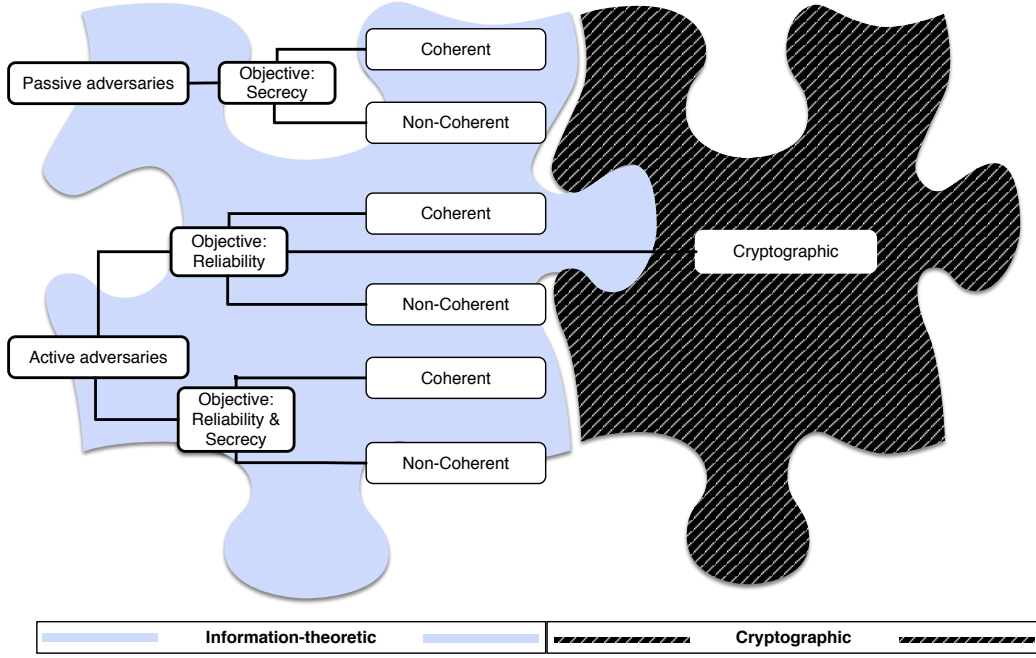 Coherent
Passive adversaries
Objective:
Secrecy
Non-Coherent
Coherent
Objective:
Reliability
Cryptographic
Non-Coherent
Active adversaries
Coherent
Objective:
Reliability &
Secrecy
Non-Coherent
Information-theoretic
Cryptographic